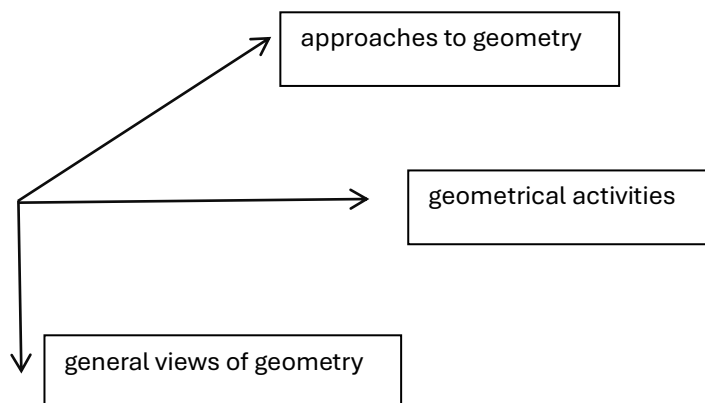 approaches to geometry
geometrical activities
general views of geometry